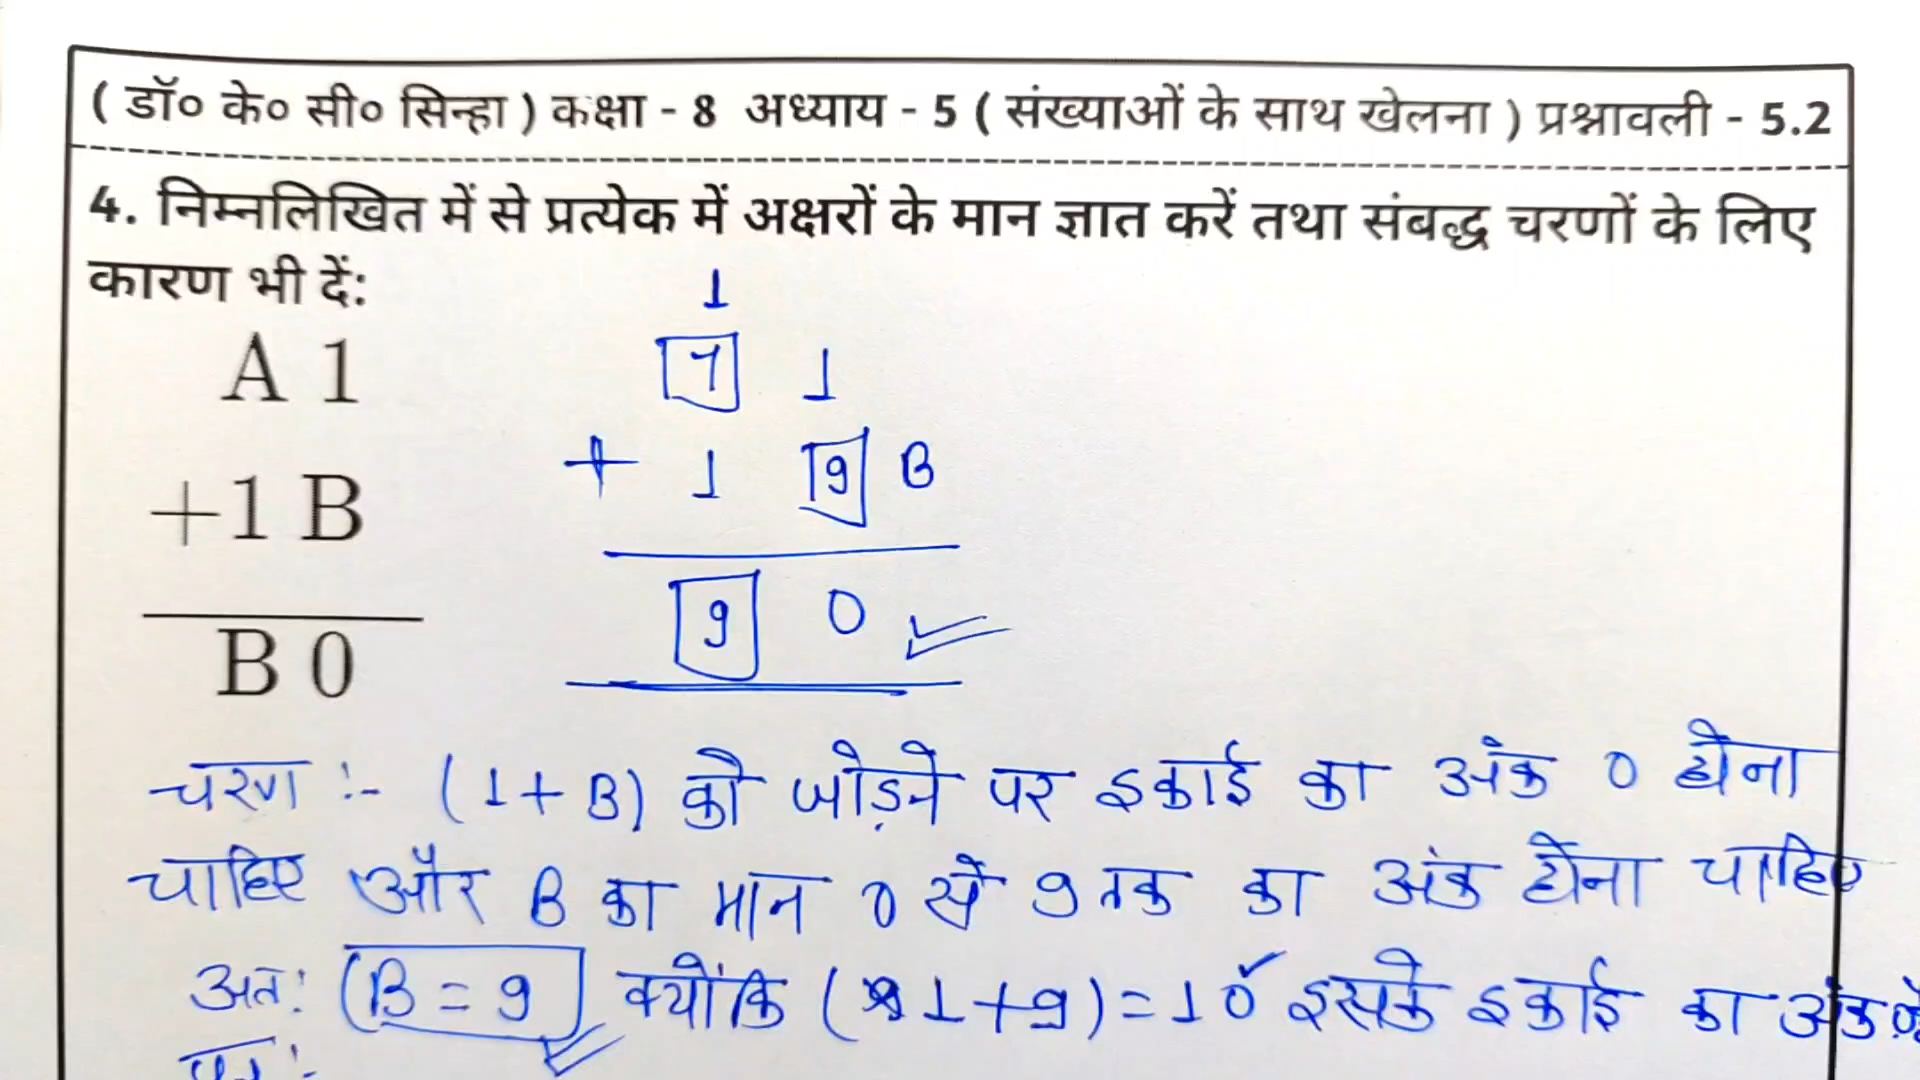 ( डॉ० के० सी० सिन्हा ) कक्षा - 8 अध्याय - 5 ( संख्याओं के साथ खेलना ) प्रश्नावली - 5.2
4. निम्नलिखित में से प्रत्येक में अक्षरों के मान ज्ञात करें तथा संबद्ध चरणों के लिए
कारण भी दें:
A 1
+1 B
B 0
1
7 1
+ 1 9 B
9 0
चरण :- (1+B) को जोड़ने पर इकाई का अंक 0 होना
चाहिए और B का मान 0 से 9 तक का अंक होना चाहिए
अतः (B = 9) क्योंकि ( 1+9) = 10 इसके इकाई का अंक